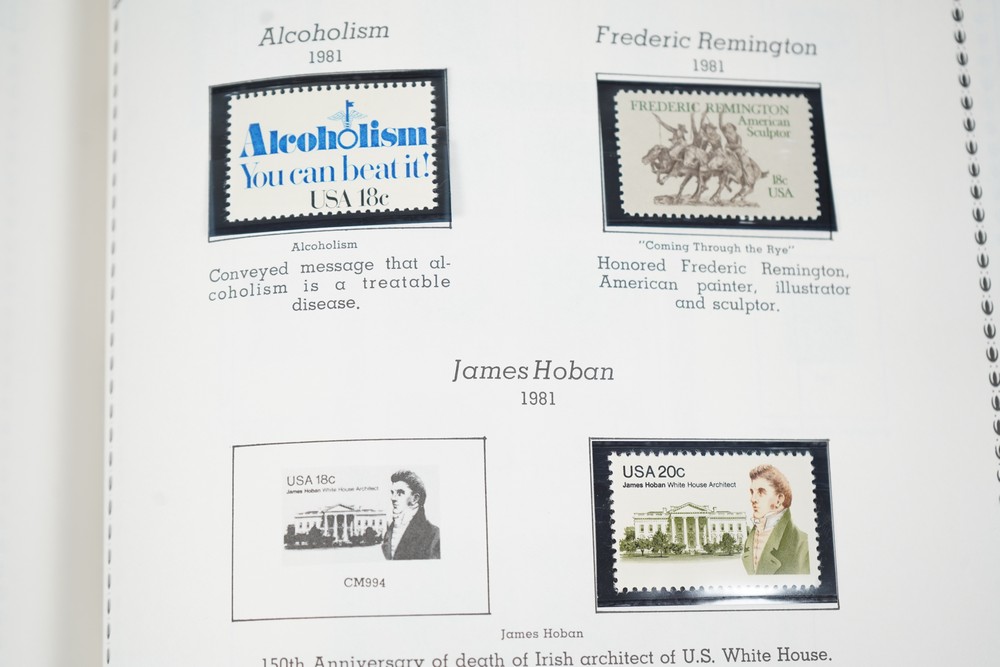 Alcoholism
1981
Alcoholism
You can beat it!
USA 18c
Alcoholism
Conveyed message that al-
coholism is a treatable
disease.
Frederic Remington
1981
FREDERIC REMINGTON
American
Sculptor
18c
USA
"Coming Through the Rye"
Honored Frederic Remington,
American painter, illustrator
and sculptor.
James Hoban
1981
USA 18c
James Hoban White House Architect
CM994
USA 20c
James Hoban White House Architect
James Hoban
150th Anniversary of death of Irish architect of U.S. White House.